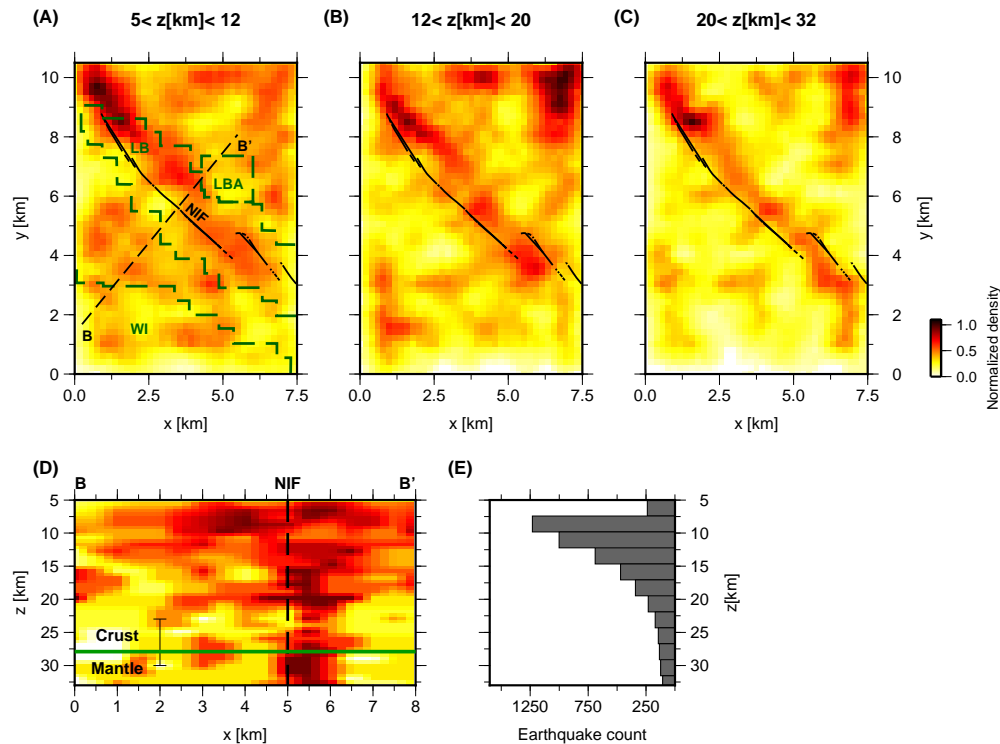 5< z[km]< 12
12< z[km]< 20
20< z[km]< 32
(A)
(B)
(C)
10
8
6
4
2
0
y [km]
LB
B'
LBA
NIF
B
WI
0.0
2.5
5.0
7.5
x [km]
0.0
2.5
5.0
7.5
x [km]
0.0
2.5
5.0
7.5
x [km]
10
8
6
4
2
0
y [km]
1.0
0.5
0.0
Normalized density
(D)
B
NIF
B'
5
10
15
20
25
30
z [km]
Crust
Mantle
0
1
2
3
4
5
6
7
8
x [km]
(E)
5
10
15
20
25
30
z[km]
1250
750
250
Earthquake count